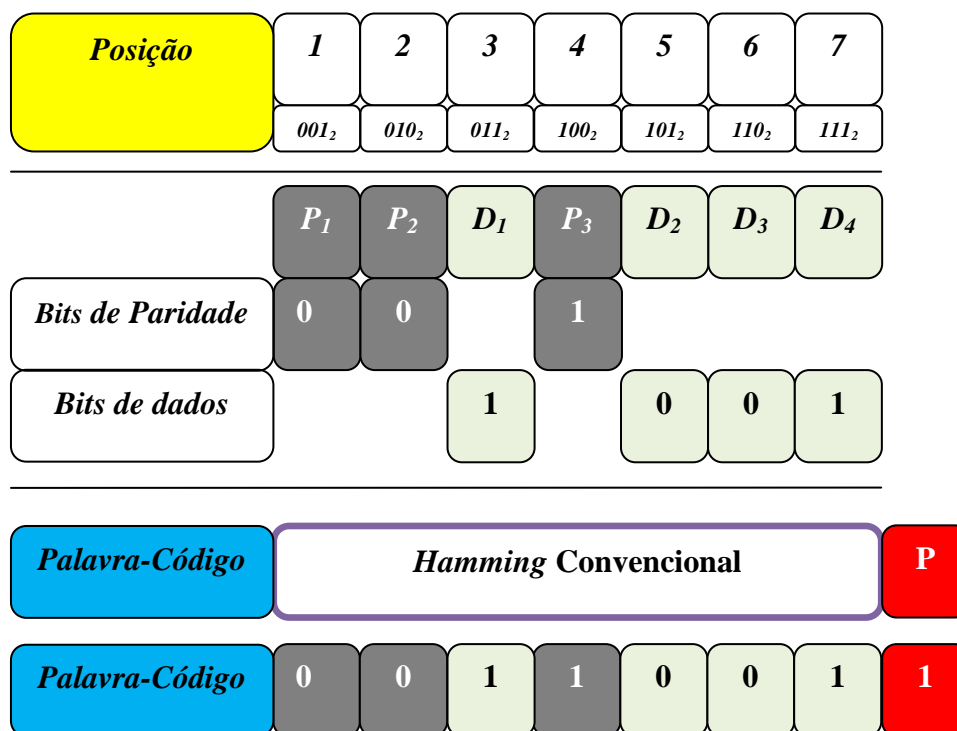 Posição 1 2 3 4 5 6 7
001₂ 010₂ 011₂ 100₂ 101₂ 110₂ 111₂
P₁ P₂ D₁ P₃ D₂ D₃ D₄
Bits de Paridade 0 0 1
Bits de dados 1 0 0 1
Palavra-Código Hamming Convencional P
Palavra-Código 0 0 1 1 0 0 1 1